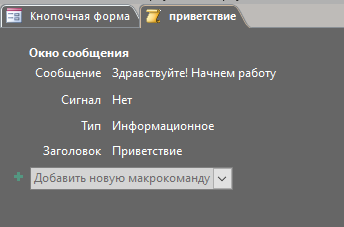 Кнопочная форма
приветствие
Окно сообщения
Сообщение Здравствуйте! Начнем работу
Сигнал Нет
Тип Информационное
Заголовок Приветствие
Добавить новую макрокоманду